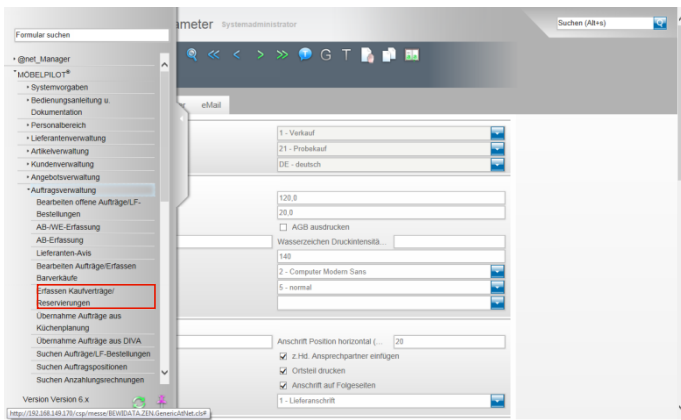 ameter Systemadministrator
Suchen (Alt+s)
Formular suchen
@net_Manager
MÖBELPILOT®
Systemvorgaben
Bedienungsanleitung u.
Dokumentation
Personalbereich
Lieferantenverwaltung
Artikelverwaltung
Kundenverwaltung
Angebotsverwaltung
Auftragsverwaltung
Bearbeiten offene Aufträge/LF-
Bestellungen
AB-/WE-Erfassung
AB-Erfassung
Lieferanten-Avis
Bearbeiten Aufträge/Erfassen
Barverkäufe
Erfassen Kaufverträge/
Reservierungen
Übernahme Aufträge aus
Küchenplanung
Übernahme Aufträge aus DIVA
Suchen Aufträge/LF-Bestellungen
Suchen Auftragspositionen
Suchen Anzahlungsrechnungen
Version Version 6.x
http://192.168.149.170/csp/messe/BEWIDATA.ZEN.GenericAltNet.cls#
G T
eMail
1 - Verkauf
21 - Probekauf
DE - deutsch
120,0
20,0
AGB ausdrucken
Wasserzeichen Druckintensitä...
140
2 - Computer Modern Sans
5 - normal
Anschrift Position horizontal (... 20
z.Hd. Ansprechpartner einfügen
Ortsteil drucken
Anschrift auf Folgeseiten
1 - Lieferanschrift